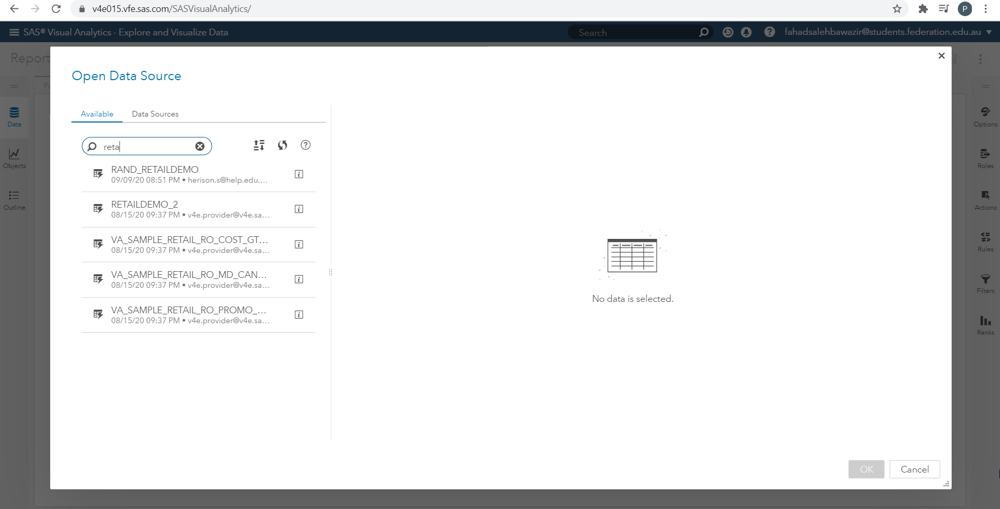 v4e015.vfe.sas.com/SASVisualAnalytics/
P
SAS® Visual Analytics - Explore and Visualize Data
Search
fahadsalehbawazir@students.federation.edu.au
Report
Open Data Source
Available
Data Sources
reta
RAND_RETAILDEMO
09/09/20 08:51 PM • herison.s@help.edu....
RETAILDEMO_2
08/15/20 09:37 PM • v4e.provider@v4e.sa...
VA_SAMPLE_RETAIL_RO_COST_GT...
08/15/20 09:37 PM • v4e.provider@v4e.sa...
VA_SAMPLE_RETAIL_RO_MD_CAN...
08/15/20 09:37 PM • v4e.provider@v4e.sa...
VA_SAMPLE_RETAIL_RO_PROMO_...
08/15/20 09:37 PM • v4e.provider@v4e.sa...
No data is selected.
OK
Cancel
Data
Objects
Outline
Options
Roles
Actions
Rules
Filters
Ranks